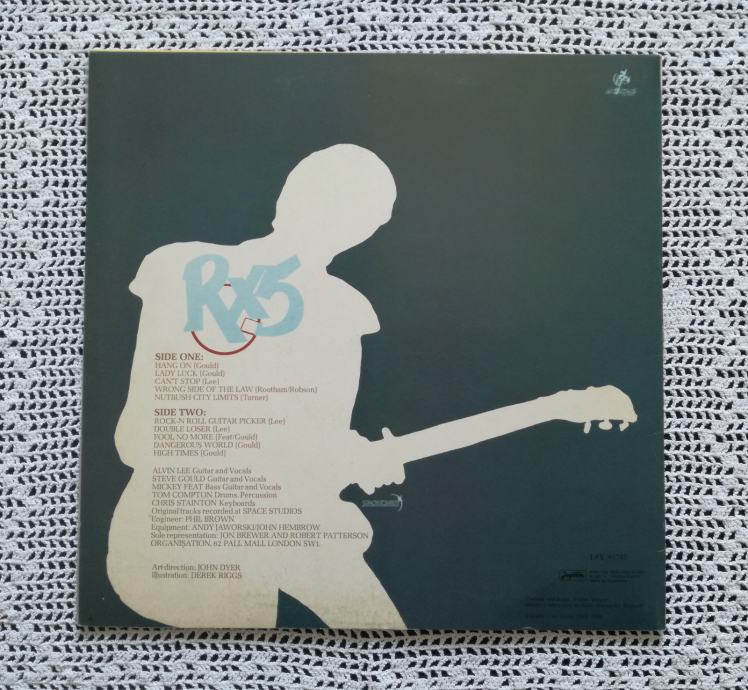 Rx5
SIDE ONE:
HANG ON (Gould)
LADY LUCK (Gould)
CAN'T STOP (Lee)
WRONG SIDE OF THE LAW (Rootham/Robson)
NUTBUSH CITY LIMITS (Turner)
SIDE TWO:
ROCK-N ROLL GUITAR PICKER (Lee)
DOUBLE LOSER (Lee)
FOOL NO MORE (Feat/Gould)
DANGEROUS WORLD (Gould)
HIGH TIMES (Gould)
ALVIN LEE Guitar and Vocals
STEVE GOULD Guitar and Vocals
MICKEY FEAT Bass Guitar and Vocals
TOM COMPTON Drums, Percussion
CHRIS STAINTON Keyboards
Original tracks recorded at SPACE STUDIOS
Engineer: PHIL BROWN
Equipment: ANDY JAWORSKI/JOHN HEMBROW
Sole representation: JON BREWER AND ROBERT PATTERSON
ORGANISATION, 62 PALL MALL LONDON SW1.
Art direction: JOHN DYER
Illustration: DEREK RIGGS
Jugoton